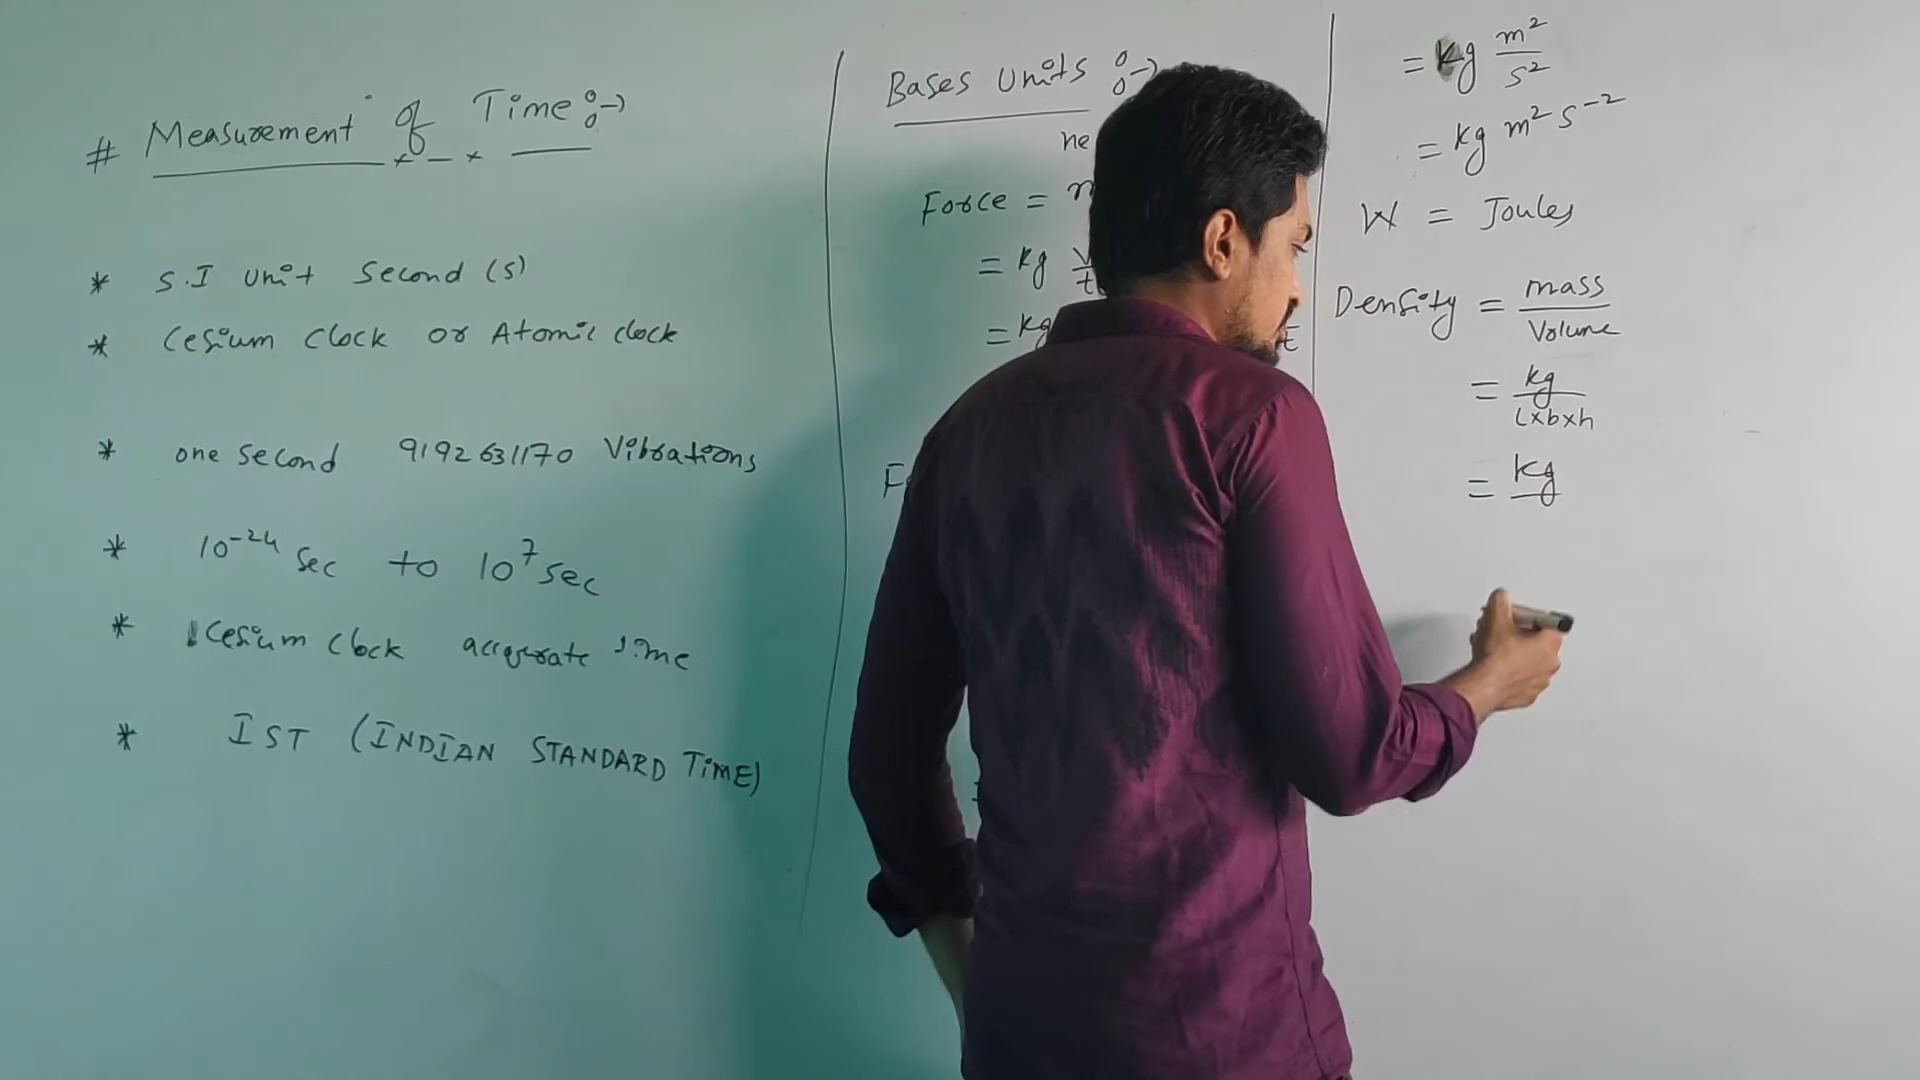 # Measurement of Time :→
* S.I unit Second (s)
* Cesium clock or Atomic clock
* one second 9192631170 Vibrations
* 10⁻²⁴ sec to 10⁷ sec
* Cesium clock
* IST (INDIAN STANDARD TIME)
Bases Units :→
Force =
= kg
= kg
= kg m²/s²
= kg m² s⁻²
W = Joules
Density = mass/Volume
= kg/l×b×h
= kg